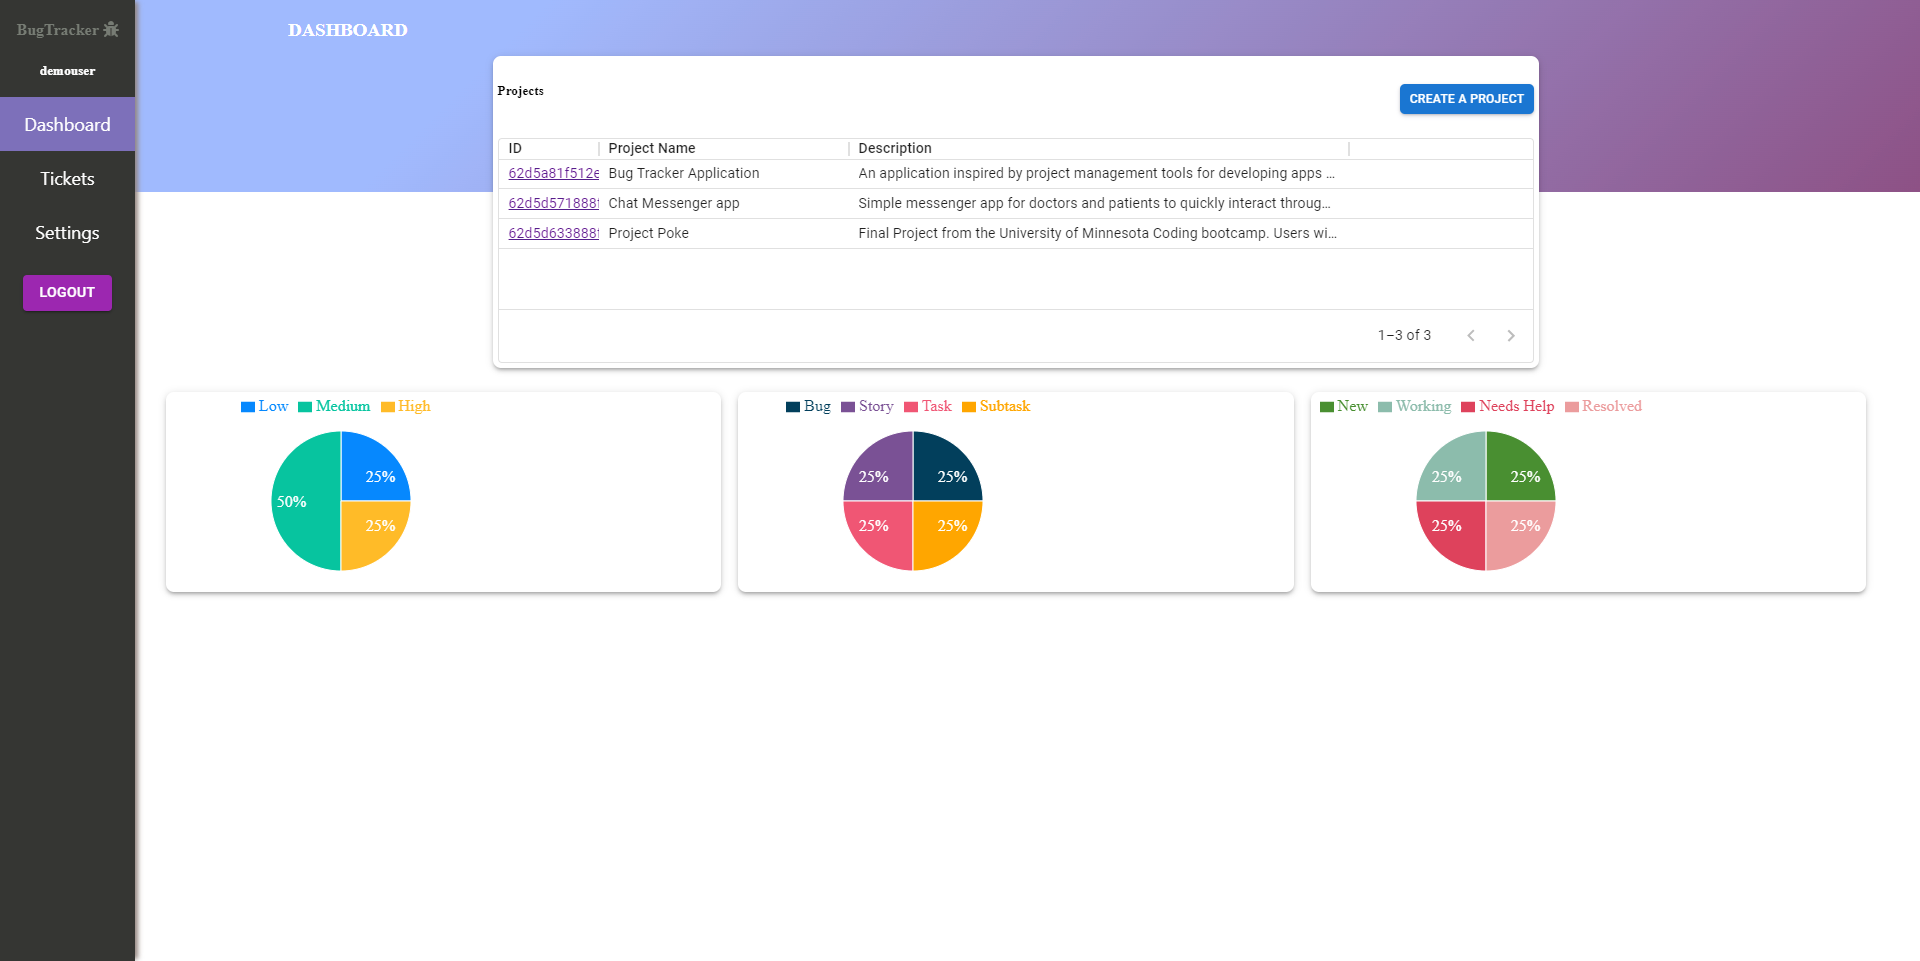 BugTracker
demouser
Dashboard
Tickets
Settings
LOGOUT
DASHBOARD
Projects
CREATE A PROJECT
ID Project Name Description
62d5a81f512e Bug Tracker Application An application inspired by project management tools for developing apps ...
62d5d571888f Chat Messenger app Simple messenger app for doctors and patients to quickly interact throug...
62d5d633888f Project Poke Final Project from the University of Minnesota Coding bootcamp. Users wi...
1–3 of 3
Low Medium High
25%
50%
25%
Bug Story Task Subtask
25% 25%
25% 25%
New Working Needs Help Resolved
25% 25%
25% 25%